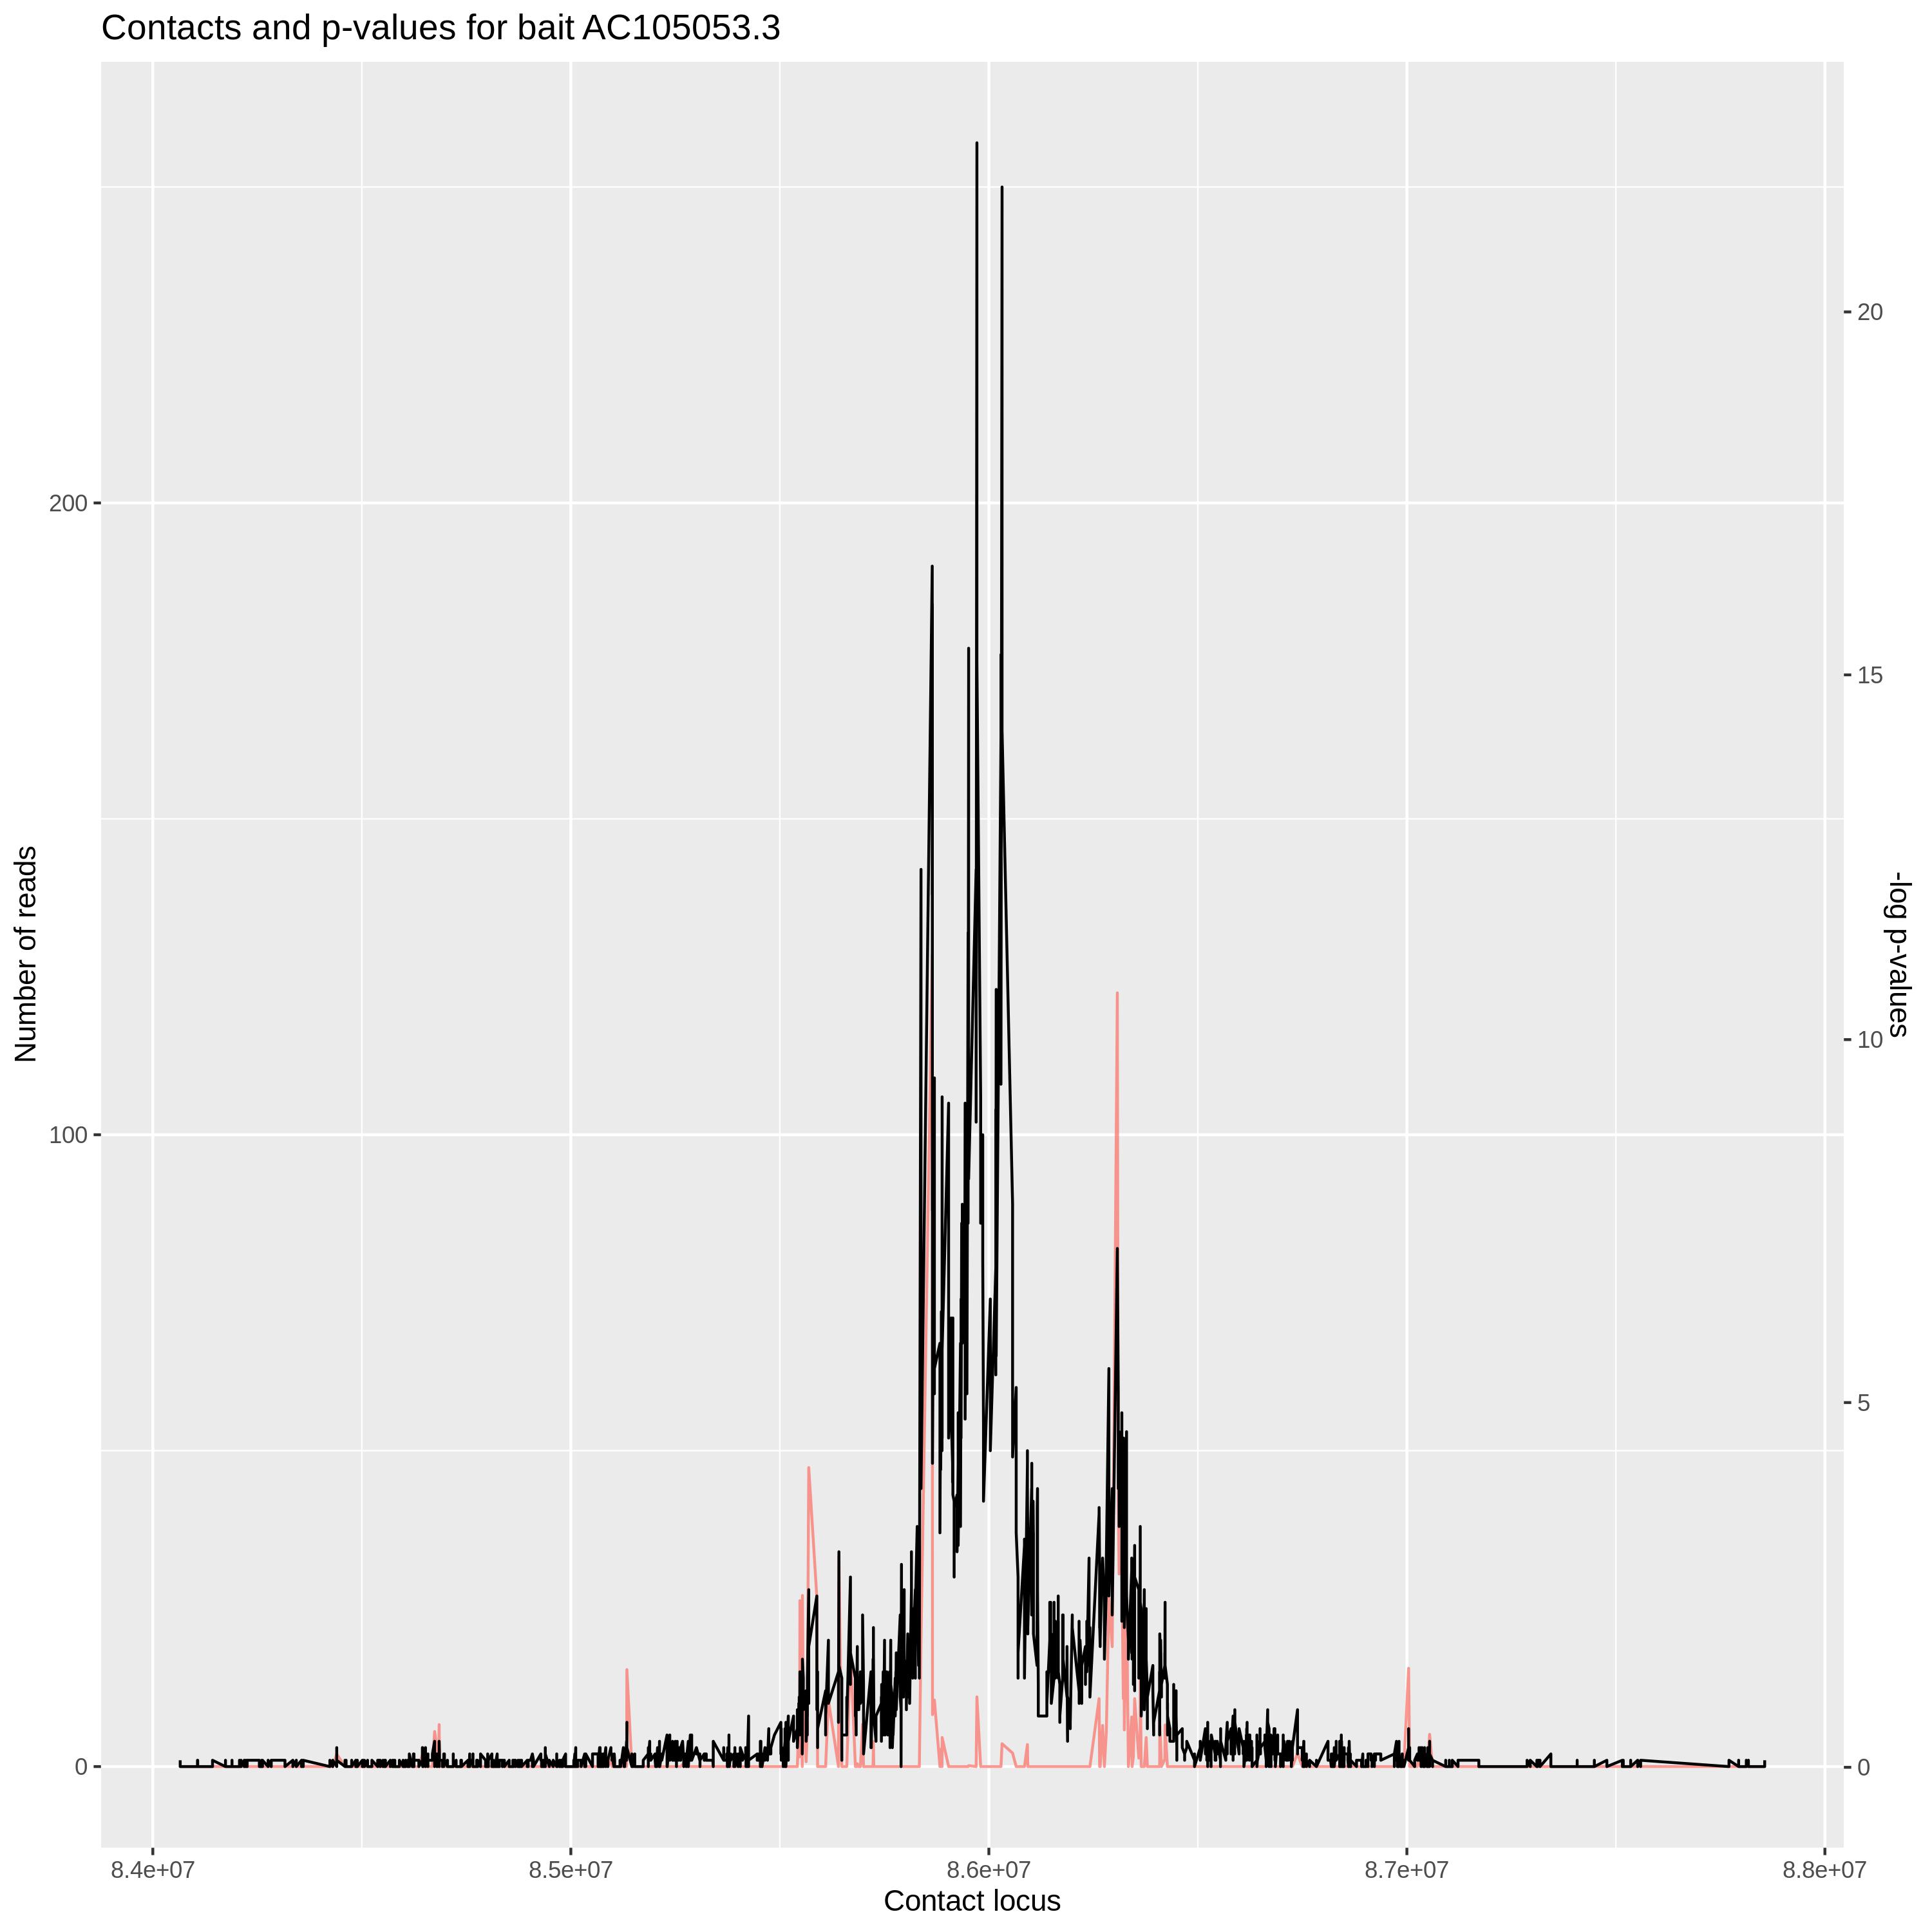 Contacts and p-values for bait AC105053.3
Number of reads
200
100
0
20
15
10
5
0
-log p-values
8.4e+07 8.5e+07 8.6e+07 8.7e+07 8.8e+07
Contact locus